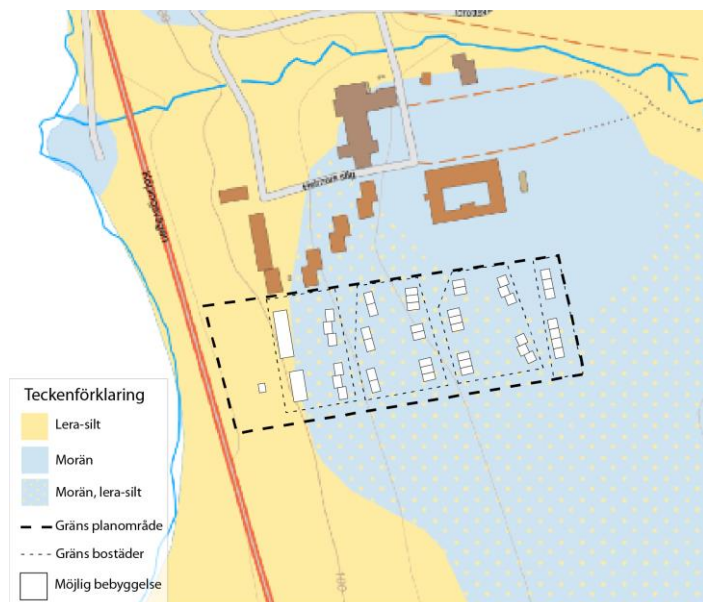 Teckenförklaring
Lera-silt
Morän
Morän, lera-silt
Gräns planområde
Gräns bostäder
Möjlig bebyggelse